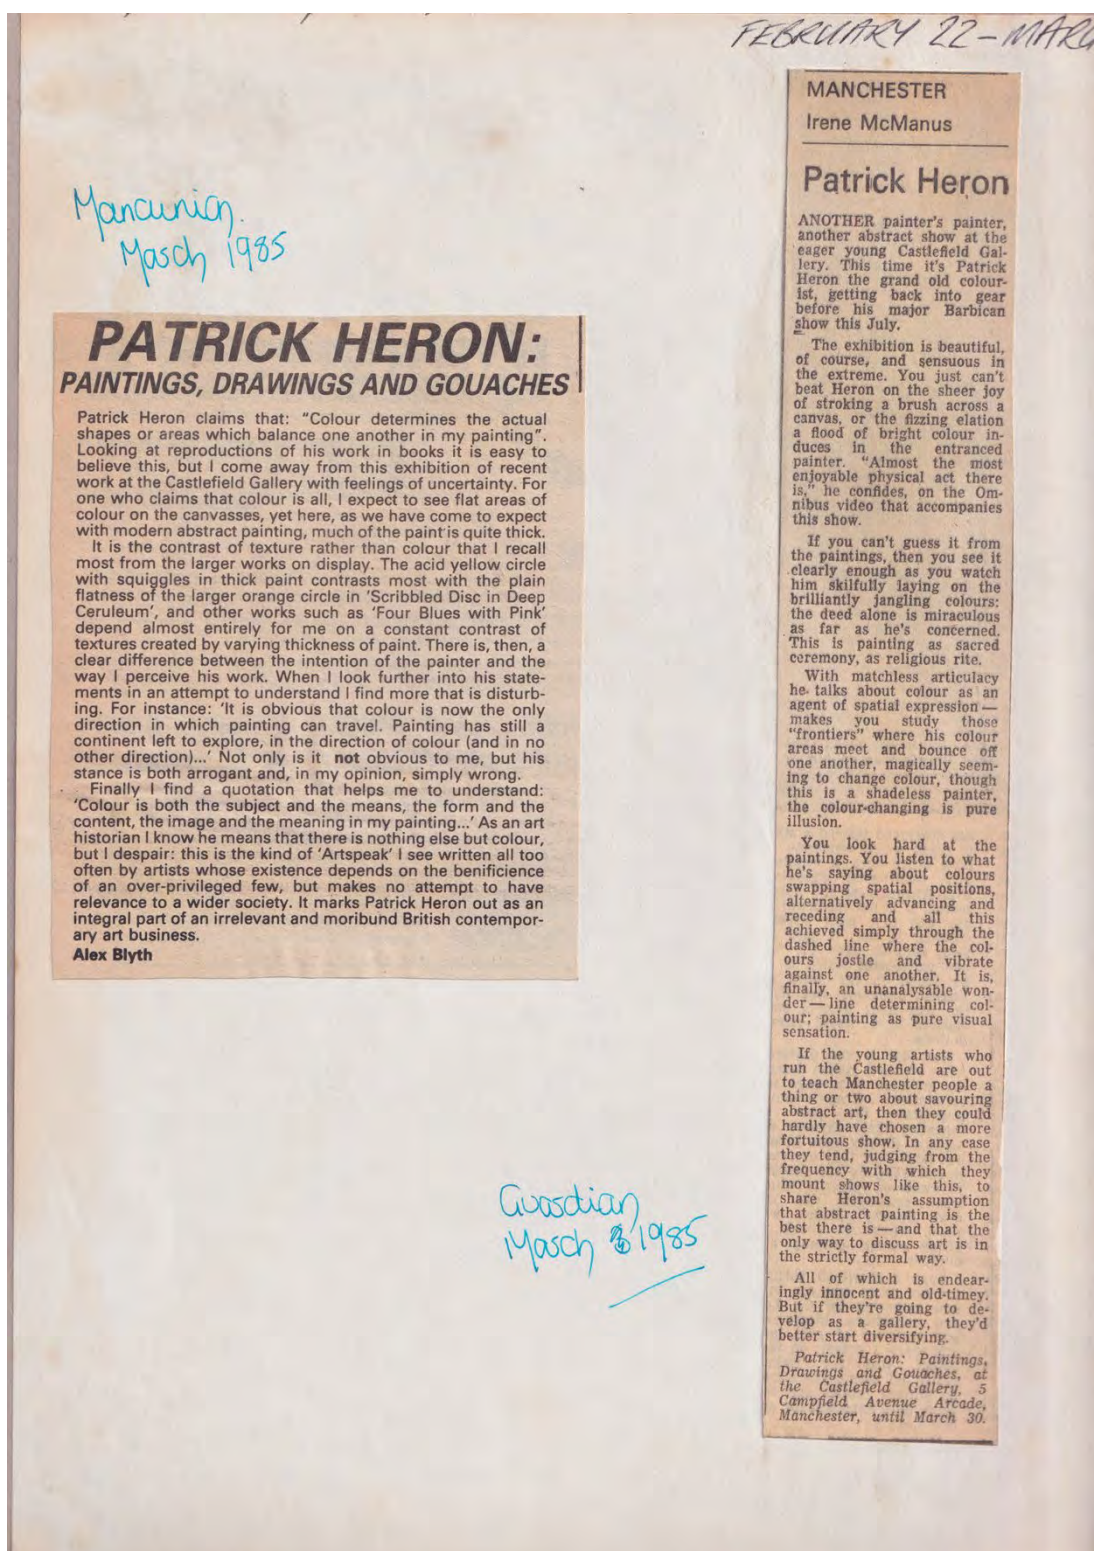 FEBRUARY 22 - MARC
Mancunian.
March 1985
PATRICK HERON:
PAINTINGS, DRAWINGS AND GOUACHES
Patrick Heron claims that: "Colour determines the actual
shapes or areas which balance one another in my painting".
Looking at reproductions of his work in books it is easy to
believe this, but I come away from this exhibition of recent
work at the Castlefield Gallery with feelings of uncertainty. For
one who claims that colour is all, I expect to see flat areas of
colour on the canvasses, yet here, as we have come to expect
with modern abstract painting, much of the paint is quite thick.
It is the contrast of texture rather than colour that I recall
most from the larger works on display. The acid yellow circle
with squiggles in thick paint contrasts most with the plain
flatness of the larger orange circle in 'Scribbled Disc in Deep
Ceruleum', and other works such as 'Four Blues with Pink'
depend almost entirely for me on a constant contrast of
textures created by varying thickness of paint. There is, then, a
clear difference between the intention of the painter and the
way I perceive his work. When I look further into his state-
ments in an attempt to understand I find more that is disturb-
ing. For instance: 'It is obvious that colour is now the only
direction in which painting can travel. Painting has still a
continent left to explore, in the direction of colour (and in no
other direction)...' Not only is it not obvious to me, but his
stance is both arrogant and, in my opinion, simply wrong.
Finally I find a quotation that helps me to understand:
'Colour is both the subject and the means, the form and the
content, the image and the meaning in my painting...' As an art
historian I know he means that there is nothing else but colour,
but I despair: this is the kind of 'Artspeak' I see written all too
often by artists whose existence depends on the benificience
of an over-privileged few, but makes no attempt to have
relevance to a wider society. It marks Patrick Heron out as an
integral part of an irrelevant and moribund British contempor-
ary art business.
Alex Blyth
Guardian
March 1985
MANCHESTER
Irene McManus
Patrick Heron
ANOTHER painter's painter,
another abstract show at the
eager young Castlefield Gal-
lery. This time it's Patrick
Heron the grand old colour-
ist, getting back into gear
before his major Barbican
show this July.
The exhibition is beautiful,
of course, and sensuous in
the extreme. You just can't
beat Heron on the sheer joy
of stroking a brush across a
canvas, or the fizzing elation
a flood of bright colour in-
duces in the entranced
painter. "Almost the most
enjoyable physical act there
is," he confides, on the Om-
nibus video that accompanies
this show.
If you can't guess it from
the paintings, then you see it
clearly enough as you watch
him skilfully laying on the
brilliantly jangling colours:
the deed alone is miraculous
as far as he's concerned.
This is painting as sacred
ceremony, as religious rite.
With matchless articulacy
he talks about colour as an
agent of spatial expression —
makes you study those
"frontiers" where his colour
areas meet and bounce off
one another, magically seem-
ing to change colour, though
this is a shadeless painter,
the colour-changing is pure
illusion.
You look hard at the
paintings. You listen to what
he's saying about colours
swapping spatial positions,
alternatively advancing and
receding and all this
achieved simply through the
dashed line where the col-
ours jostle and vibrate
against one another. It is,
finally, an unanalysable won-
der — line determining col-
our; painting as pure visual
sensation.
If the young artists who
run the Castlefield are out
to teach Manchester people a
thing or two about savouring
abstract art, then they could
hardly have chosen a more
fortuitous show. In any case
they tend, judging from the
frequency with which they
mount shows like this, to
share Heron's assumption
that abstract painting is the
best there is — and that the
only way to discuss art is in
the strictly formal way.
All of which is endear-
ingly innocent and old-timey.
But if they're going to de-
velop as a gallery, they'd
better start diversifying.
Patrick Heron: Paintings,
Drawings and Gouaches, at
the Castlefield Gallery, 5
Campfield Avenue Arcade,
Manchester, until March 30.